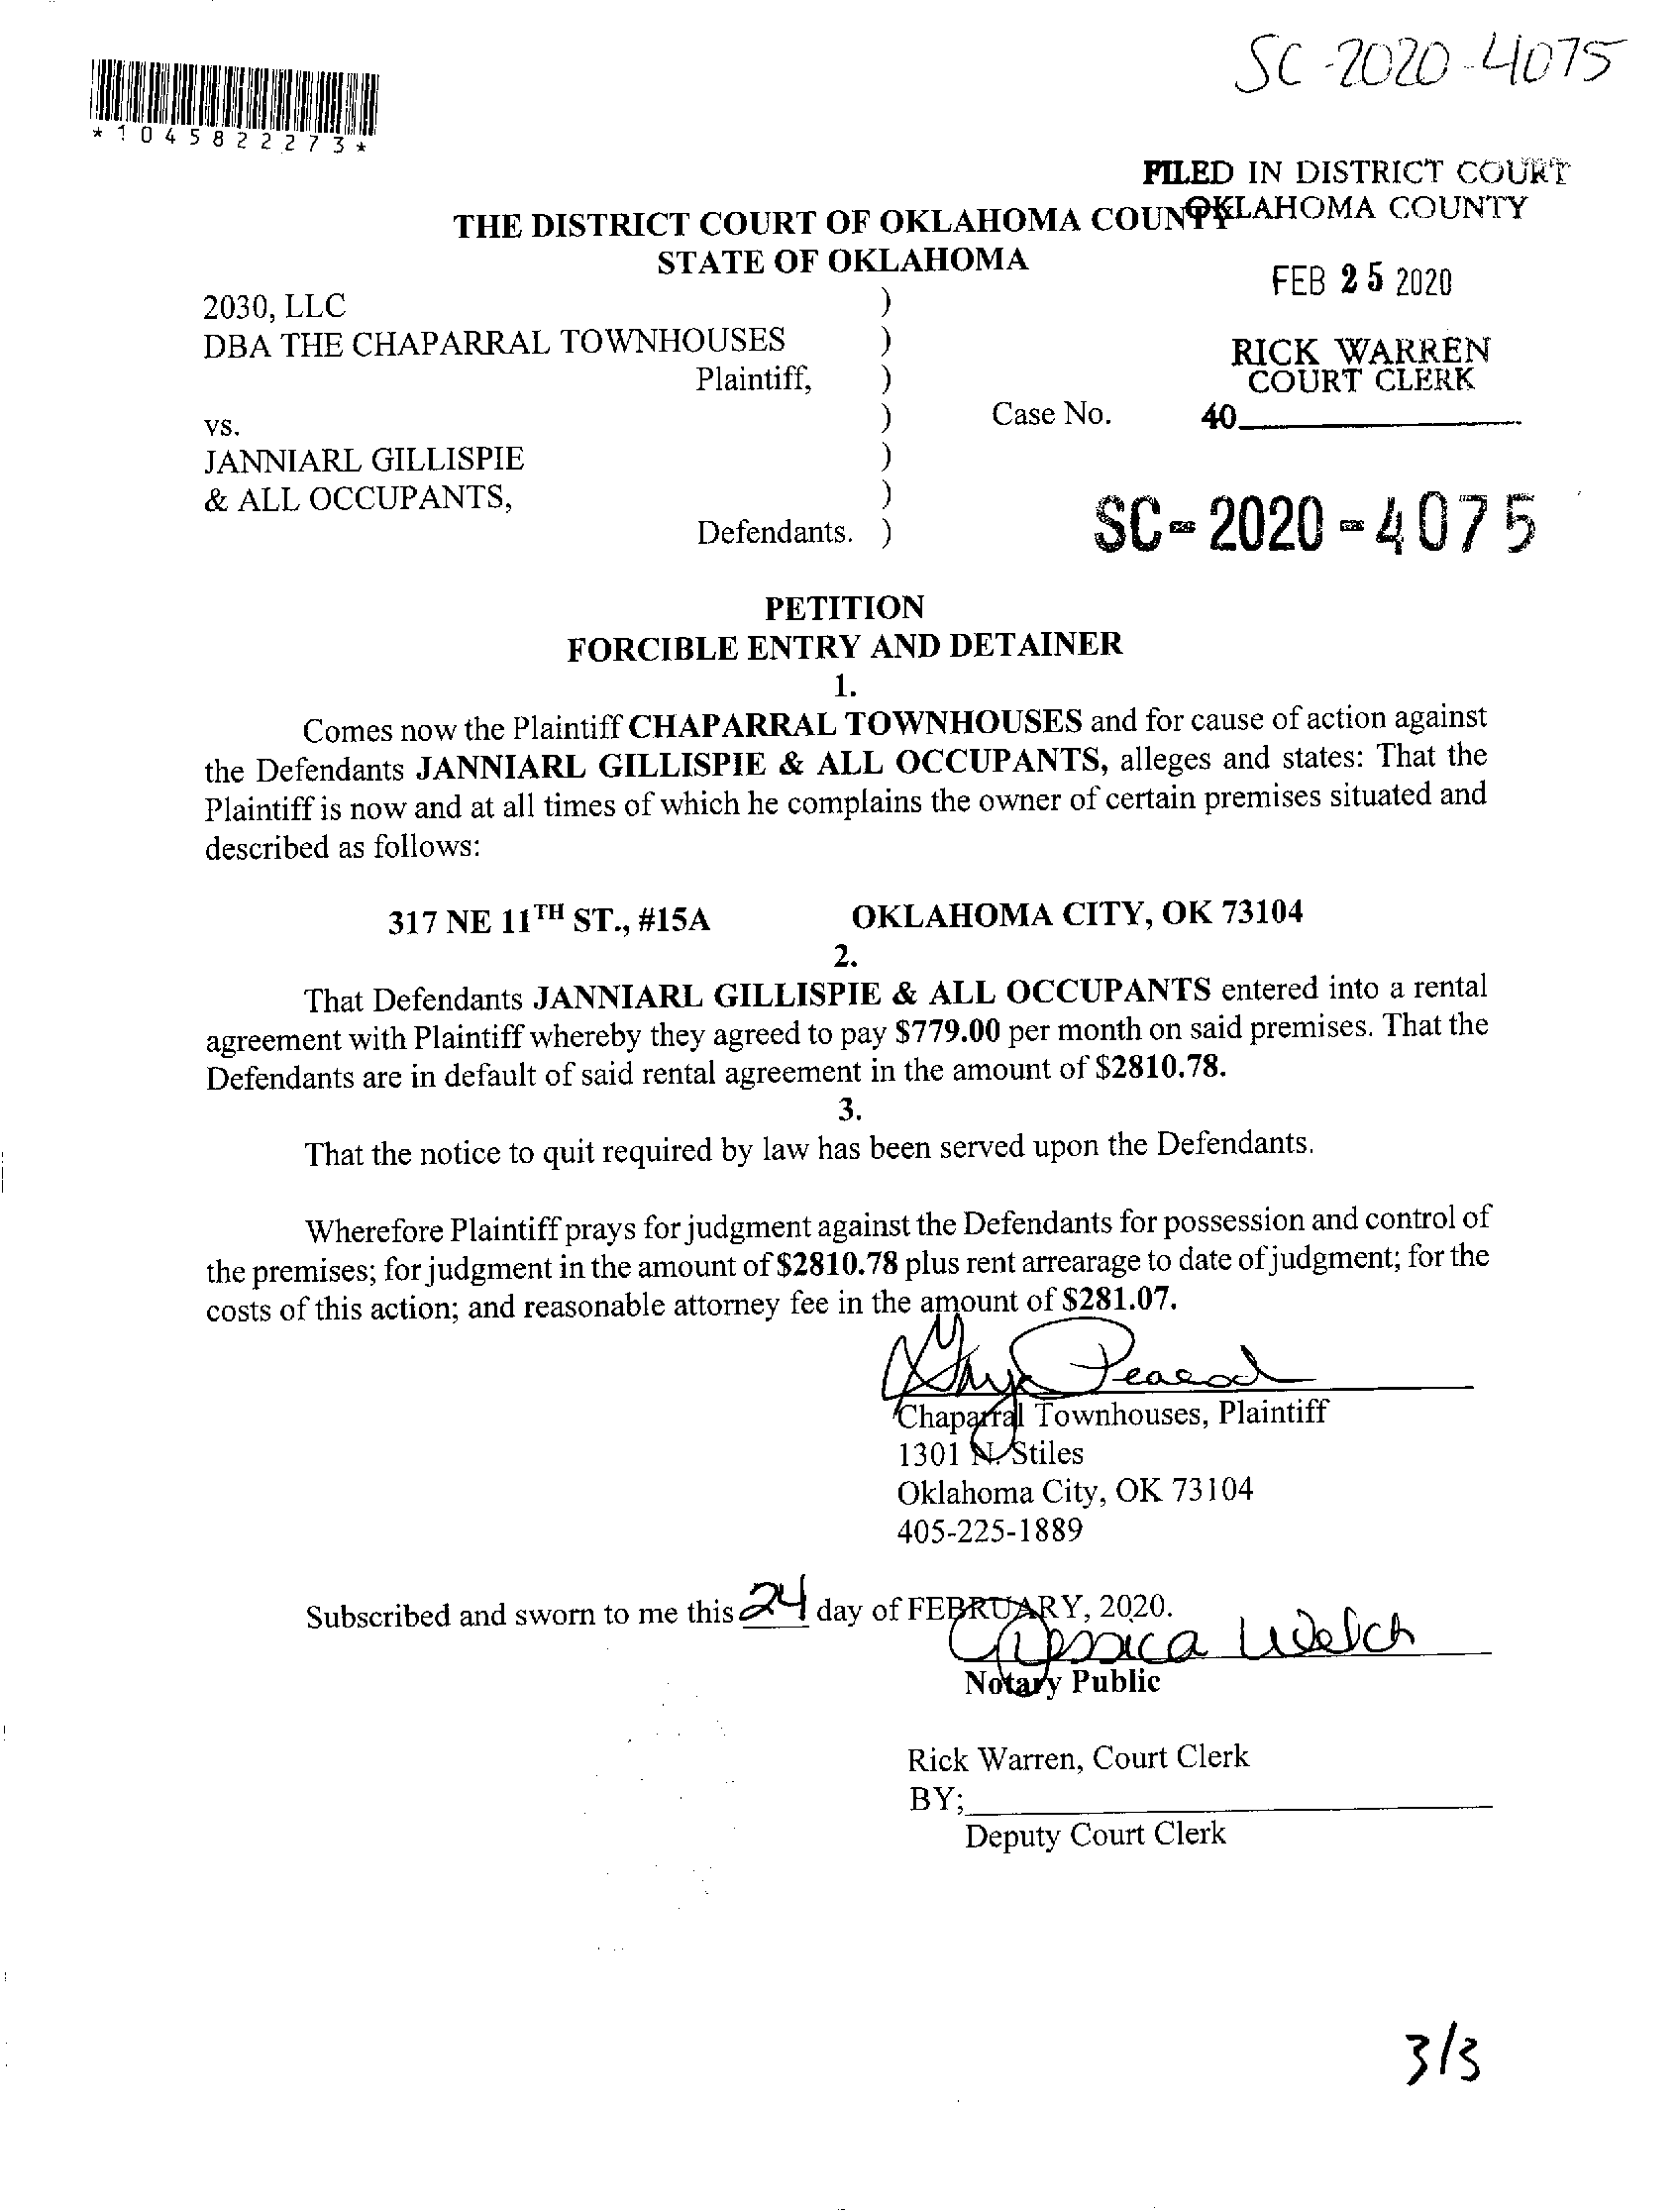 SC-2020-4075
*1045822273*
FILED IN DISTRICT COURT
OKLAHOMA COUNTY
THE DISTRICT COURT OF OKLAHOMA COUNTY
STATE OF OKLAHOMA
FEB 25 2020
2030, LLC )
DBA THE CHAPARRAL TOWNHOUSES )
RICK WARREN
COURT CLERK
Plaintiff, )
) Case No. 40
vs.
JANNIARL GILLISPIE )
& ALL OCCUPANTS, )
Defendants. )
SC-2020-4075
PETITION
FORCIBLE ENTRY AND DETAINER
1.
Comes now the Plaintiff CHAPARRAL TOWNHOUSES and for cause of action against
the Defendants JANNIARL GILLISPIE & ALL OCCUPANTS, alleges and states: That the
Plaintiff is now and at all times of which he complains the owner of certain premises situated and
described as follows:
317 NE 11TH ST., #15A OKLAHOMA CITY, OK 73104
2.
That Defendants JANNIARL GILLISPIE & ALL OCCUPANTS entered into a rental
agreement with Plaintiff whereby they agreed to pay $779.00 per month on said premises. That the
Defendants are in default of said rental agreement in the amount of $2810.78.
3.
That the notice to quit required by law has been served upon the Defendants.
Wherefore Plaintiff prays for judgment against the Defendants for possession and control of
the premises; for judgment in the amount of $2810.78 plus rent arrearage to date of judgment; for the
costs of this action; and reasonable attorney fee in the amount of $281.07.
Chaparral Townhouses, Plaintiff
1301 N. Stiles
Oklahoma City, OK 73104
405-225-1889
Subscribed and sworn to me this 24 day of FEBRUARY, 2020.
Jessica Welch
Notary Public
Rick Warren, Court Clerk
BY;
Deputy Court Clerk
3/3